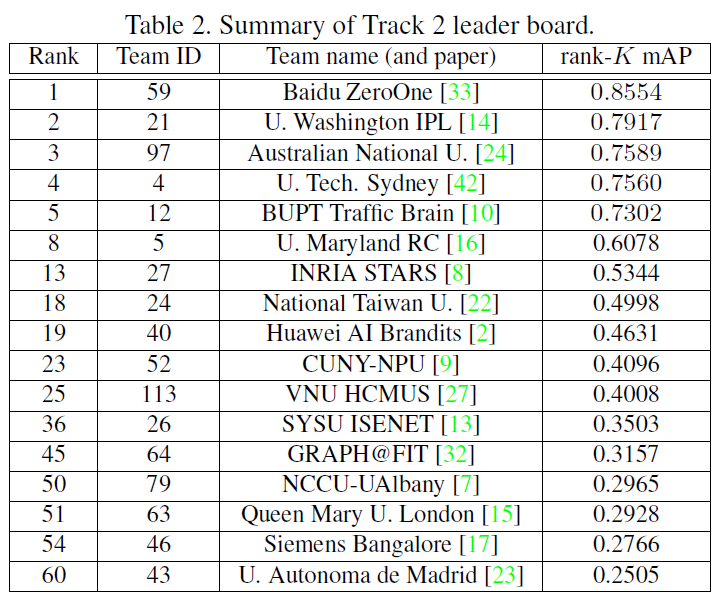 Table 2. Summary of Track 2 leader board.
Rank Team ID Team name (and paper) rank-K mAP
1 59 Baidu ZeroOne [33] 0.8554
2 21 U. Washington IPL [14] 0.7917
3 97 Australian National U. [24] 0.7589
4 4 U. Tech. Sydney [42] 0.7560
5 12 BUPT Traffic Brain [10] 0.7302
8 5 U. Maryland RC [16] 0.6078
13 27 INRIA STARS [8] 0.5344
18 24 National Taiwan U. [22] 0.4998
19 40 Huawei AI Brandits [2] 0.4631
23 52 CUNY-NPU [9] 0.4096
25 113 VNU HCMUS [27] 0.4008
36 26 SYSU ISENET [13] 0.3503
45 64 GRAPH@FIT [32] 0.3157
50 79 NCCU-UAlbany [7] 0.2965
51 63 Queen Mary U. London [15] 0.2928
54 46 Siemens Bangalore [17] 0.2766
60 43 U. Autonoma de Madrid [23] 0.2505